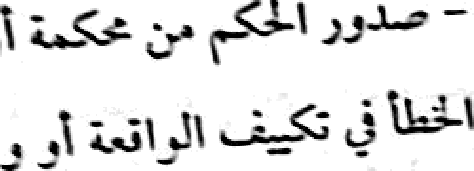 - صدور الحكم من محكمة أ
الخطأ في تكييف الواقعة أو و